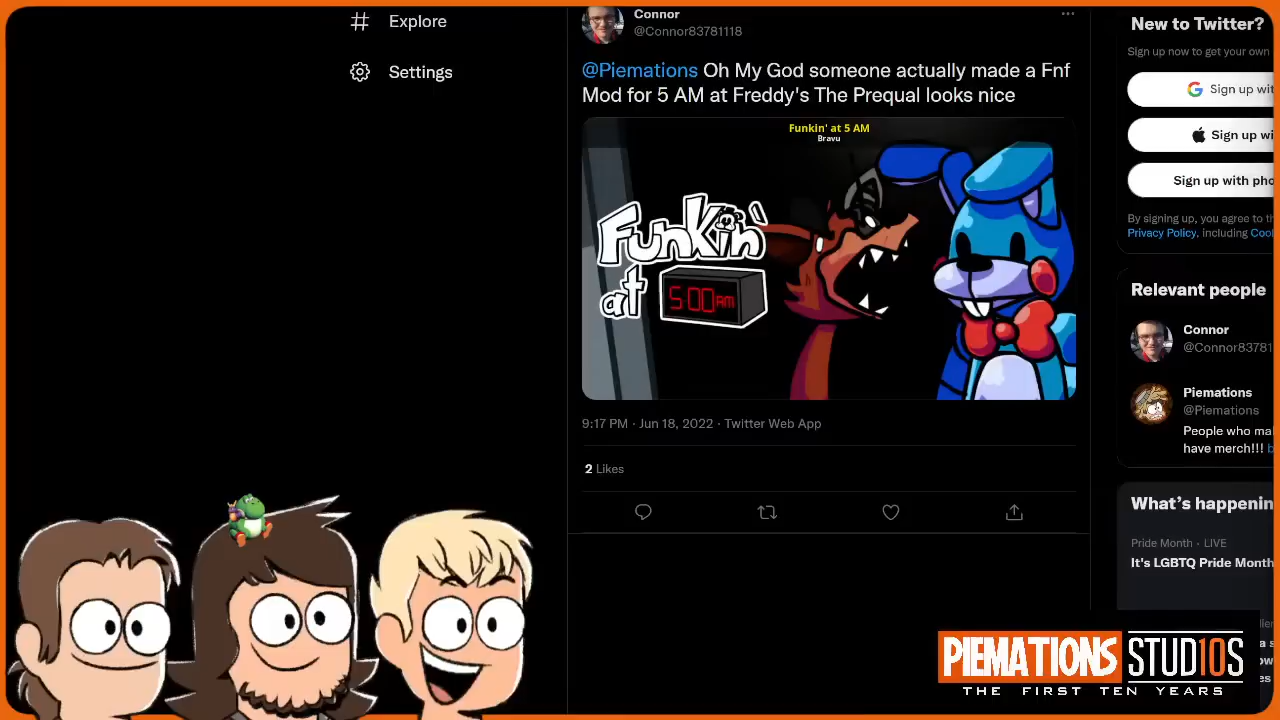 Explore
Settings
Connor
@Connor83781118
@Piemations Oh My God someone actually made a Fnf
Mod for 5 AM at Freddy's The Prequal looks nice
Funkin' at 5 AM
Bravu
Funkin'
at 5:00 AM
9:17 PM · Jun 18, 2022 · Twitter Web App
2 Likes
New to Twitter?
Sign up now to get your own
Sign up wit
Sign up wi
Sign up with pho
By signing up, you agree to th
Privacy Policy, including Cool
Relevant people
Connor
@Connor8378
Piemations
@Piemations
People who ma
have merch!!!
What's happenin
Pride Month · LIVE
It's LGBTQ Pride Month
PIEMATIONS STUD10S
THE FIRST TEN YEARS